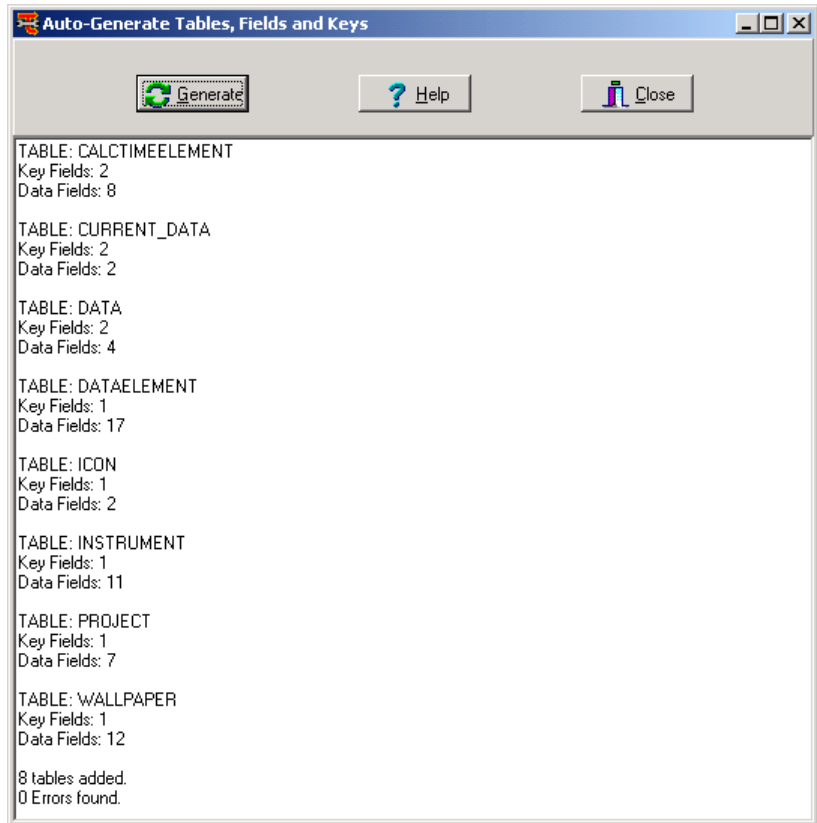 Auto-Generate Tables, Fields and Keys
Generate
Help
Close
TABLE: CALCTIMEELEMENT
Key Fields: 2
Data Fields: 8
TABLE: CURRENT_DATA
Key Fields: 2
Data Fields: 2
TABLE: DATA
Key Fields: 2
Data Fields: 4
TABLE: DATAELEMENT
Key Fields: 1
Data Fields: 17
TABLE: ICON
Key Fields: 1
Data Fields: 2
TABLE: INSTRUMENT
Key Fields: 1
Data Fields: 11
TABLE: PROJECT
Key Fields: 1
Data Fields: 7
TABLE: WALLPAPER
Key Fields: 1
Data Fields: 12
8 tables added.
0 Errors found.